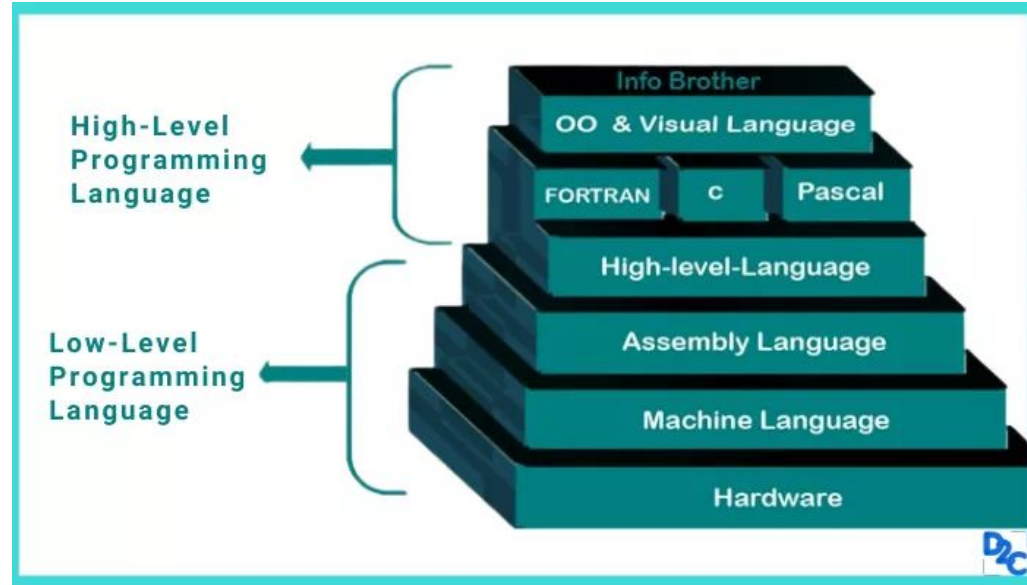 Info Brother
OO & Visual Language
High-Level
Programming
Language
FORTRAN C Pascal
High-level-Language
Assembly Language
Low-Level
Programming
Language
Machine Language
Hardware
D2C